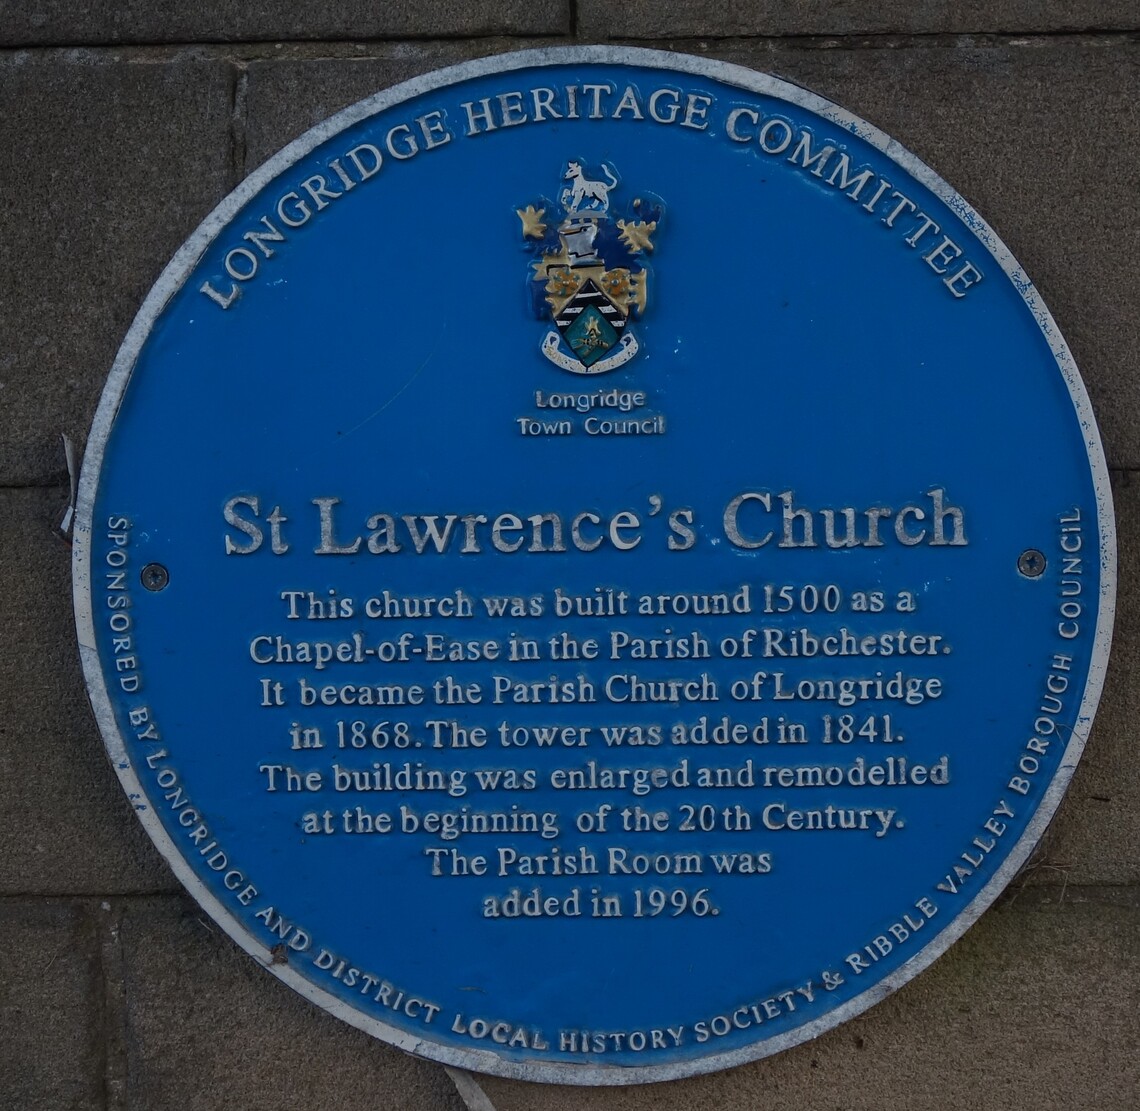 LONGRIDGE HERITAGE COMMITTEE
Longridge
Town Council
St Lawrence's Church
This church was built around 1500 as a
Chapel-of-Ease in the Parish of Ribchester.
It became the Parish Church of Longridge
in 1868. The tower was added in 1841.
The building was enlarged and remodelled
at the beginning of the 20th Century.
The Parish Room was
added in 1996.
SPONSORED BY LONGRIDGE AND DISTRICT LOCAL HISTORY SOCIETY & RIBBLE VALLEY BOROUGH COUNCIL